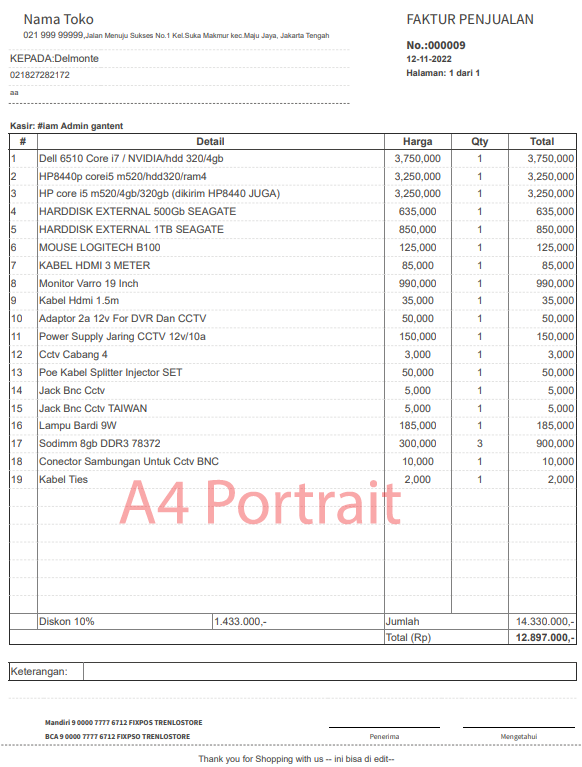 Nama Toko
021 999 99999,Jalan Menuju Sukses No.1 Kel.Suka Makmur kec.Maju Jaya, Jakarta Tengah
FAKTUR PENJUALAN
No.:000009
12-11-2022
Halaman: 1 dari 1
KEPADA:Delmonte
021827282172
aa
Kasir: #iam Admin gantent
# Detail Harga Qty Total
1 Dell 6510 Core i7 / NVIDIA/hdd 320/4gb 3,750,000 1 3,750,000
2 HP8440p corei5 m520/hdd320/ram4 3,250,000 1 3,250,000
3 HP core i5 m520/4gb/320gb (dikirim HP8440 JUGA) 3,250,000 1 3,250,000
4 HARDDISK EXTERNAL 500Gb SEAGATE 635,000 1 635,000
5 HARDDISK EXTERNAL 1TB SEAGATE 850,000 1 850,000
6 MOUSE LOGITECH B100 125,000 1 125,000
7 KABEL HDMI 3 METER 85,000 1 85,000
8 Monitor Varro 19 Inch 990,000 1 990,000
9 Kabel Hdmi 1.5m 35,000 1 35,000
10 Adaptor 2a 12v For DVR Dan CCTV 50,000 1 50,000
11 Power Supply Jaring CCTV 12v/10a 150,000 1 150,000
12 Cctv Cabang 4 3,000 1 3,000
13 Poe Kabel Splitter Injector SET 50,000 1 50,000
14 Jack Bnc Cctv 5,000 1 5,000
15 Jack Bnc Cctv TAIWAN 5,000 1 5,000
16 Lampu Bardi 9W 185,000 1 185,000
17 Sodimm 8gb DDR3 78372 300,000 3 900,000
18 Conector Sambungan Untuk Cctv BNC 10,000 1 10,000
19 Kabel Ties 2,000 1 2,000
A4 Portrait
Diskon 10% 1.433.000,- Jumlah 14.330.000,-
Total (Rp) 12.897.000,-
Keterangan:
Mandiri 9 0000 7777 6712 FIXPOS TRENLOSTORE
BCA 9 0000 7777 6712 FIXPSO TRENLOSTORE
Penerima Mengetahui
Thank you for Shopping with us -- ini bisa di edit--